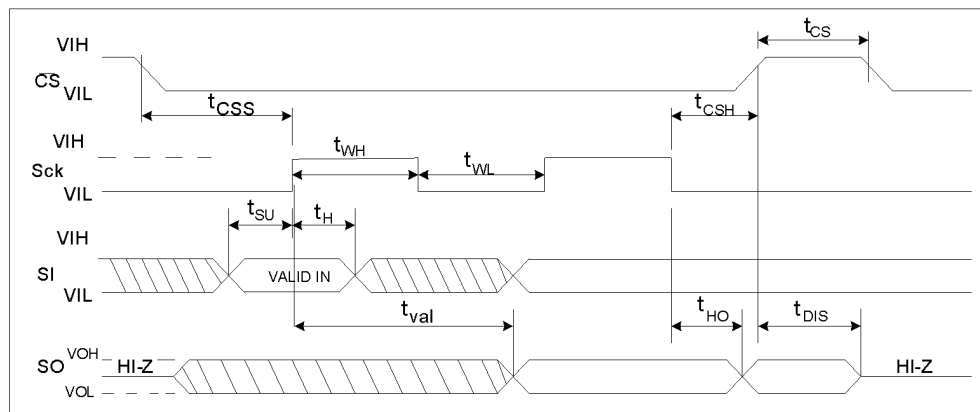 VIH
CS
VIL
tCSS
tCS
tCSH
VIH
Sck
VIL
tWH
tWL
tSU
tH
VIH
SI
VIL
VALID IN
tval
tHO
tDIS
SO
VOH
VOL
HI-Z
HI-Z